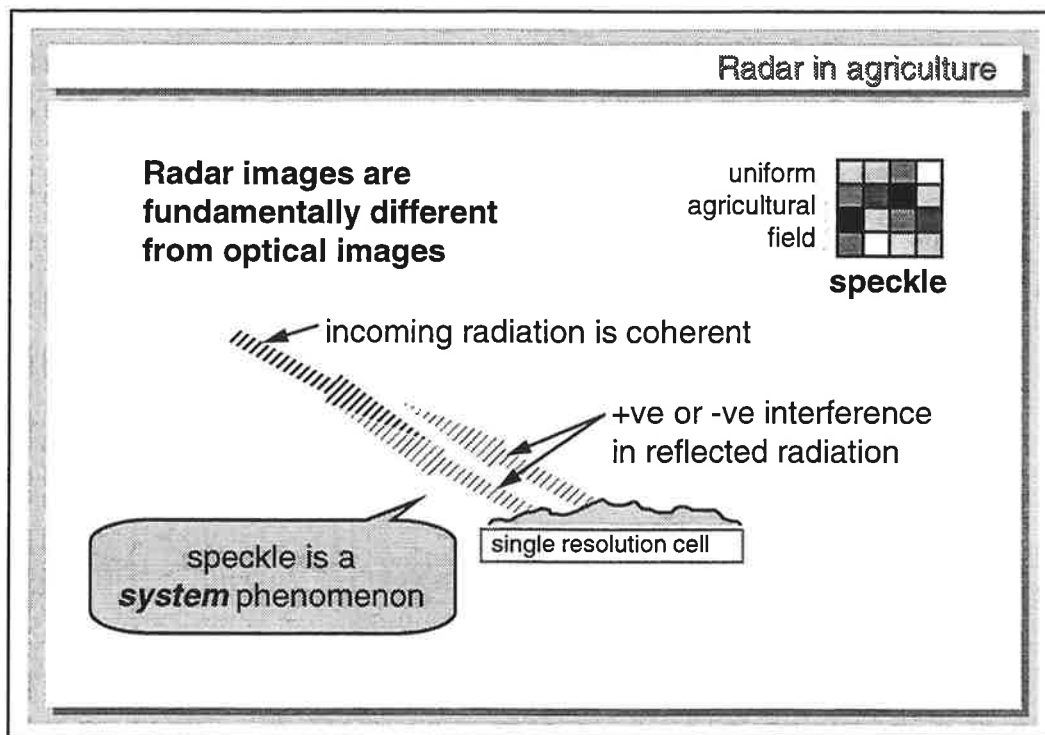 Radar in agriculture
Radar images are
fundamentally different
from optical images
uniform
agricultural
field
speckle
incoming radiation is coherent
+ve or -ve interference
in reflected radiation
single resolution cell
speckle is a
system phenomenon